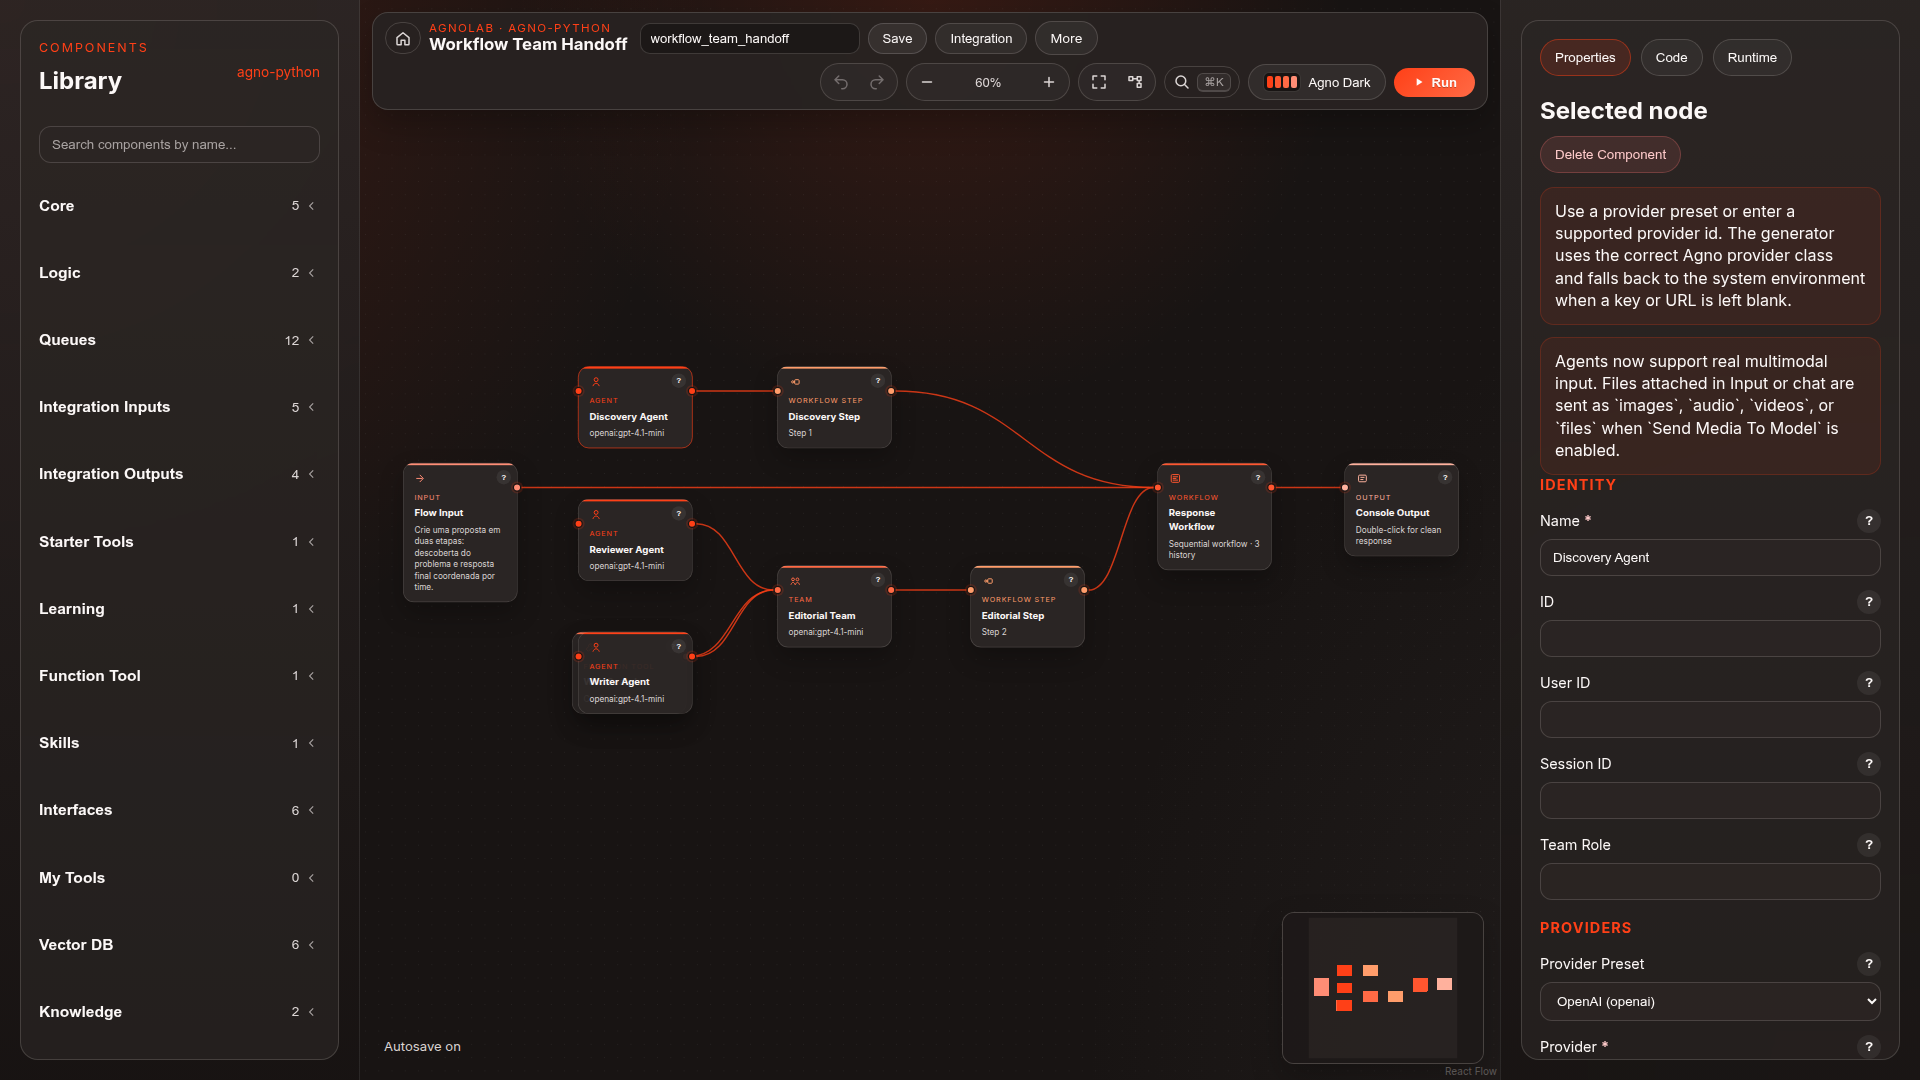 COMPONENTS
Library
agno-python
Search components by name...
Core
5
Logic
2
Queues
12
Integration Inputs
5
Integration Outputs
4
Starter Tools
1
Learning
1
Function Tool
1
Skills
1
Interfaces
6
My Tools
0
Vector DB
6
Knowledge
2
AGNOLAB · AGNO-PYTHON
Workflow Team Handoff
workflow_team_handoff
Save
Integration
More
60%
⌘K
Agno Dark
Run
?
AGENT
Discovery Agent
openai:gpt-4.1-mini
?
WORKFLOW STEP
Discovery Step
Step 1
?
INPUT
Flow Input
Crie uma proposta em
duas etapas:
descoberta do
problema e resposta
final coordenada por
time.
?
AGENT
Reviewer Agent
openai:gpt-4.1-mini
?
AGENT
Writer Agent
openai:gpt-4.1-mini
?
TEAM
Editorial Team
openai:gpt-4.1-mini
?
WORKFLOW STEP
Editorial Step
Step 2
?
WORKFLOW
Response
Workflow
Sequential workflow · 3
history
?
OUTPUT
Console Output
Double-click for clean
response
Autosave on
React Flow
Properties
Code
Runtime
Selected node
Delete Component
Use a provider preset or enter a
supported provider id. The generator
uses the correct Agno provider class
and falls back to the system environment
when a key or URL is left blank.
Agents now support real multimodal
input. Files attached in Input or chat are
sent as `images`, `audio`, `videos`, or
`files` when `Send Media To Model` is
enabled.
IDENTITY
Name *
?
Discovery Agent
ID
?
User ID
?
Session ID
?
Team Role
?
PROVIDERS
Provider Preset
?
OpenAI (openai)
Provider *
?